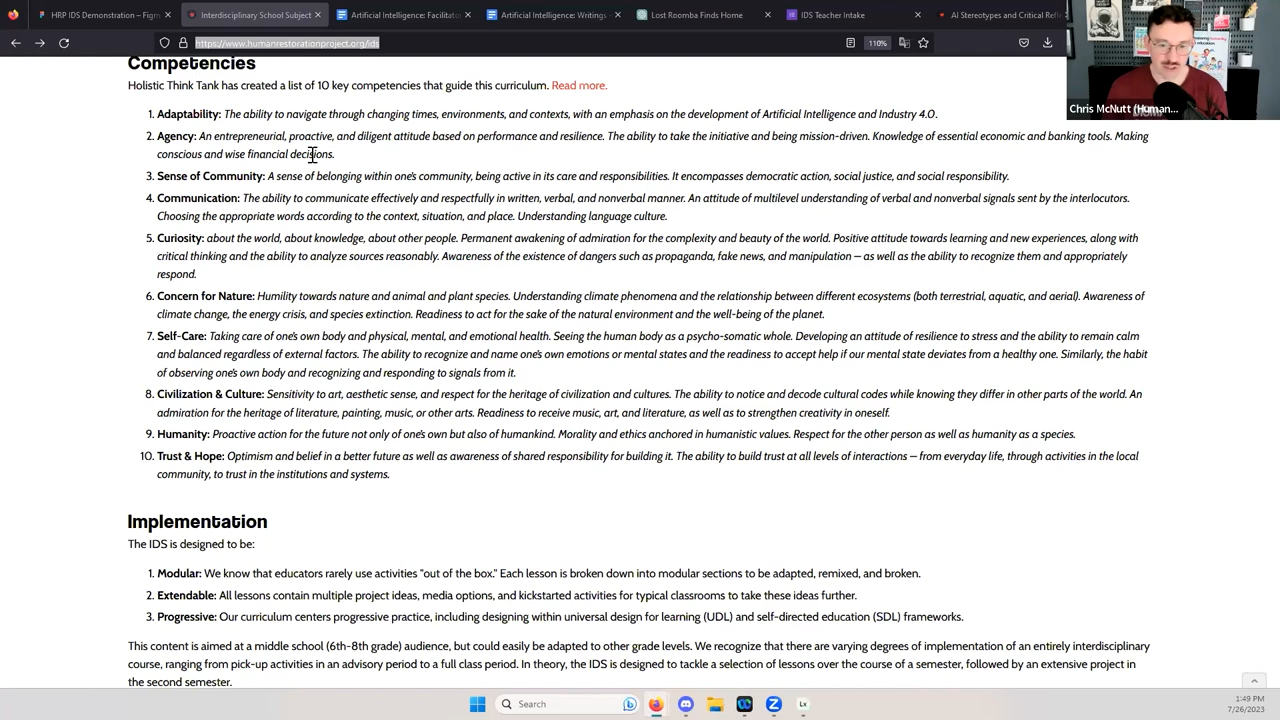 HRP IDS Demonstration – Figm
Interdisciplinary School Subject
Artificial Intelligence: Facilitator
Artificial Intelligence: Writings -
Lost Roomba Finds Home
IDS Teacher Intake
AI Stereotypes and Critical Refle
https://www.humanrestorationproject.org/ids
110%
Chris McNutt (Human...
Competencies
Holistic Think Tank has created a list of 10 key competencies that guide this curriculum. Read more.
1. Adaptability: The ability to navigate through changing times, environments, and contexts, with an emphasis on the development of Artificial Intelligence and Industry 4.0.
2. Agency: An entrepreneurial, proactive, and diligent attitude based on performance and resilience. The ability to take the initiative and being mission-driven. Knowledge of essential economic and banking tools. Making
conscious and wise financial decisions.
3. Sense of Community: A sense of belonging within one's community, being active in its care and responsibilities. It encompasses democratic action, social justice, and social responsibility.
4. Communication: The ability to communicate effectively and respectfully in written, verbal, and nonverbal manner. An attitude of multilevel understanding of verbal and nonverbal signals sent by the interlocutors.
Choosing the appropriate words according to the context, situation, and place. Understanding language culture.
5. Curiosity: about the world, about knowledge, about other people. Permanent awakening of admiration for the complexity and beauty of the world. Positive attitude towards learning and new experiences, along with
critical thinking and the ability to analyze sources reasonably. Awareness of the existence of dangers such as propaganda, fake news, and manipulation – as well as the ability to recognize them and appropriately
respond.
6. Concern for Nature: Humility towards nature and animal and plant species. Understanding climate phenomena and the relationship between different ecosystems (both terrestrial, aquatic, and aerial). Awareness of
climate change, the energy crisis, and species extinction. Readiness to act for the sake of the natural environment and the well-being of the planet.
7. Self-Care: Taking care of one's own body and physical, mental, and emotional health. Seeing the human body as a psycho-somatic whole. Developing an attitude of resilience to stress and the ability to remain calm
and balanced regardless of external factors. The ability to recognize and name one's own emotions or mental states and the readiness to accept help if our mental state deviates from a healthy one. Similarly, the habit
of observing one's own body and recognizing and responding to signals from it.
8. Civilization & Culture: Sensitivity to art, aesthetic sense, and respect for the heritage of civilization and cultures. The ability to notice and decode cultural codes while knowing they differ in other parts of the world. An
admiration for the heritage of literature, painting, music, or other arts. Readiness to receive music, art, and literature, as well as to strengthen creativity in oneself.
9. Humanity: Proactive action for the future not only of one's own but also of humankind. Morality and ethics anchored in humanistic values. Respect for the other person as well as humanity as a species.
10. Trust & Hope: Optimism and belief in a better future as well as awareness of shared responsibility for building it. The ability to build trust at all levels of interactions – from everyday life, through activities in the local
community, to trust in the institutions and systems.
Implementation
The IDS is designed to be:
1. Modular: We know that educators rarely use activities "out of the box." Each lesson is broken down into modular sections to be adapted, remixed, and broken.
2. Extendable: All lessons contain multiple project ideas, media options, and kickstarted activities for typical classrooms to take these ideas further.
3. Progressive: Our curriculum centers progressive practice, including designing within universal design for learning (UDL) and self-directed education (SDL) frameworks.
This content is aimed at a middle school (6th-8th grade) audience, but could easily be adapted to other grade levels. We recognize that there are varying degrees of implementation of an entirely interdisciplinary
course, ranging from pick-up activities in an advisory period to a full class period. In theory, the IDS is designed to tackle a selection of lessons over the course of a semester, followed by an extensive project in
the second semester.
Search
1:49 PM
7/26/2023